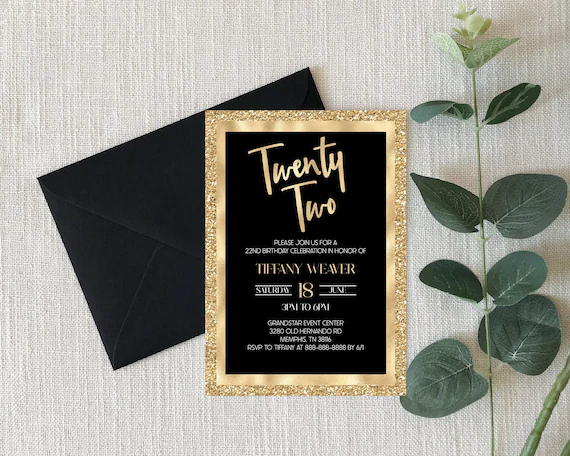 Twenty
Two
PLEASE JOIN US FOR A
22ND BIRTHDAY CELEBRATION IN HONOR OF
TIFFANY WEAVER
SATURDAY 18 JUNE
3PM TO 6PM
GRANDSTAR EVENT CENTER
3280 OLD HERNANDO RD
MEMPHIS, TN 38116
RSVP TO TIFFANY AT 888-888-8888 BY 6/1